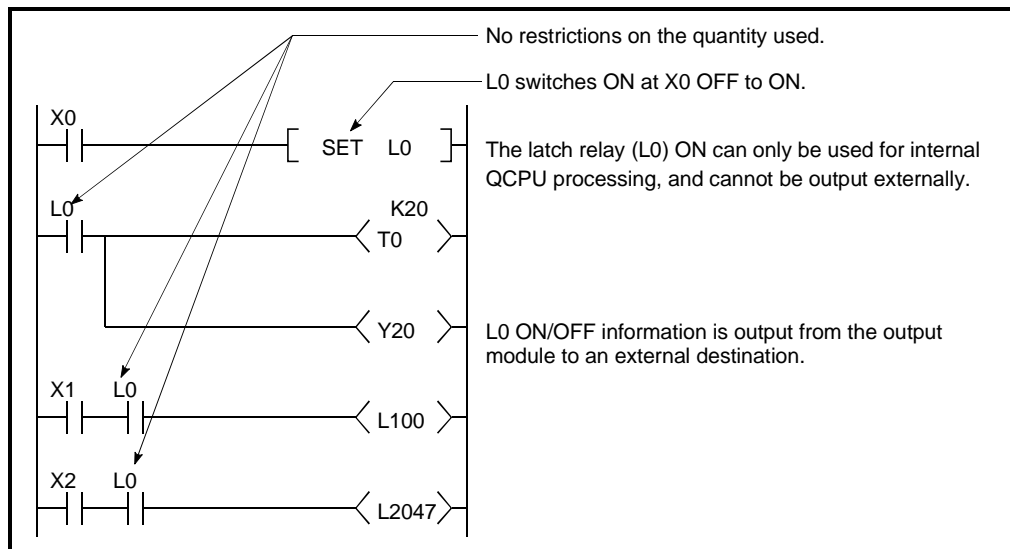 No restrictions on the quantity used.
L0 switches ON at X0 OFF to ON.
X0
SET L0
The latch relay (L0) ON can only be used for internal
QCPU processing, and cannot be output externally.
L0
K20
T0
Y20
L0 ON/OFF information is output from the output
module to an external destination.
X1 L0
L100
X2 L0
L2047